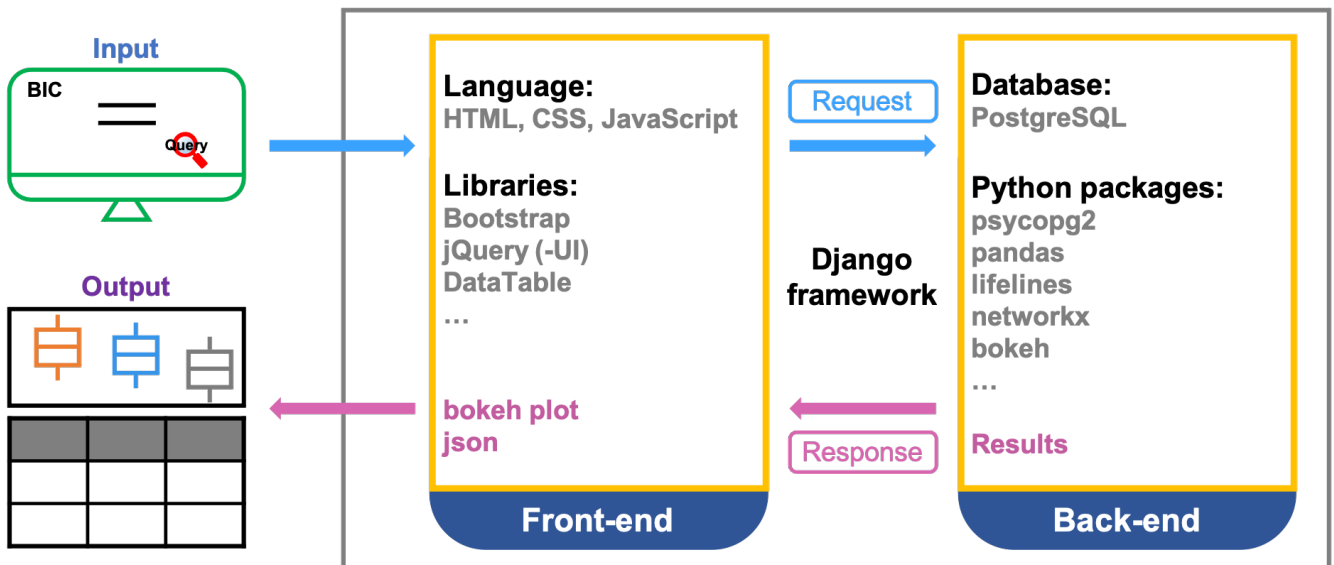 Input
BIC
Query
Output
Language:
HTML, CSS, JavaScript
Libraries:
Bootstrap
jQuery (-UI)
DataTable
...
bokeh plot
json
Front-end
Request
Django
framework
Response
Database:
PostgreSQL
Python packages:
psycopg2
pandas
lifelines
networkx
bokeh
...
Results
Back-end